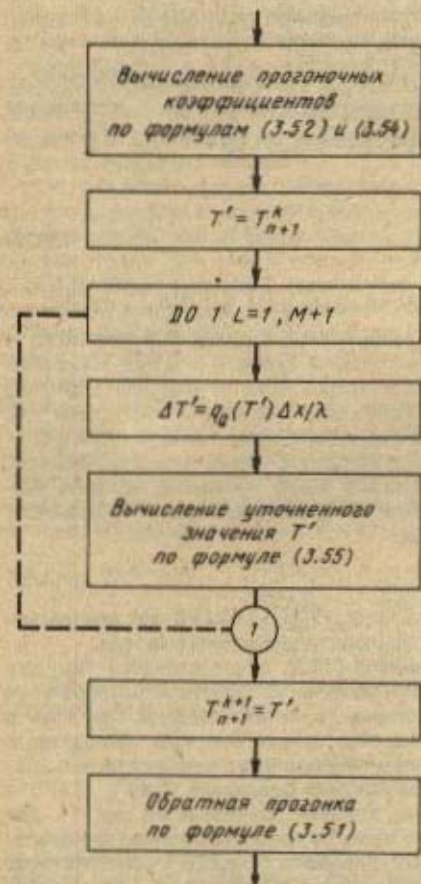 Вычисление прогоночных
коэффициентов
по формулам (3.52) и (3.54)
T′ = T^k_{n+1}
DO 1 L=1, M+1
ΔT′=q_0(T′)Δx/λ
Вычисление уточненного
значения T′
по формуле (3.55)
1
T^{k+1}_{n+1}=T′
Обратная прогонка
по формуле (3.51)